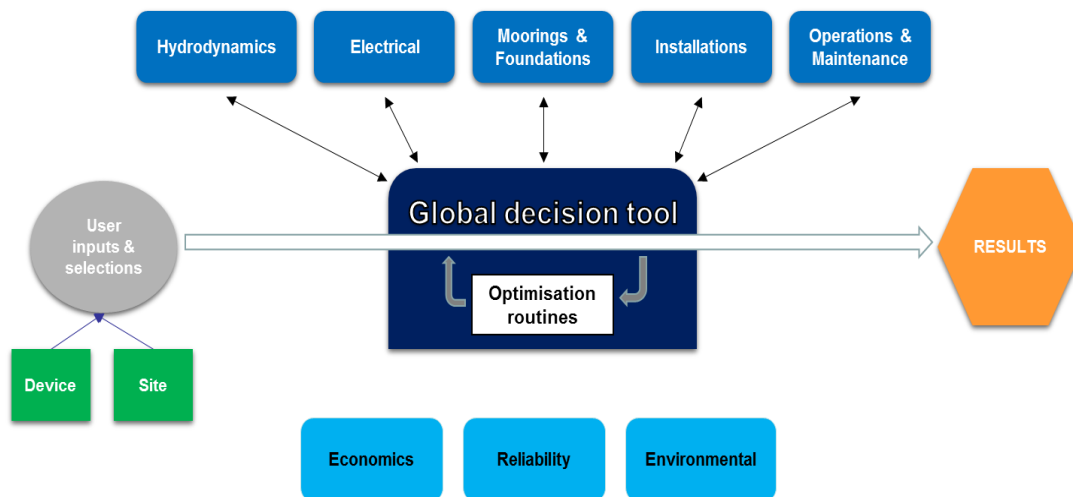 Hydrodynamics
Electrical
Moorings &
Foundations
Installations
Operations &
Maintenance
Global decision tool
User
inputs &
selections
RESULTS
Optimisation
routines
Device
Site
Economics
Reliability
Environmental